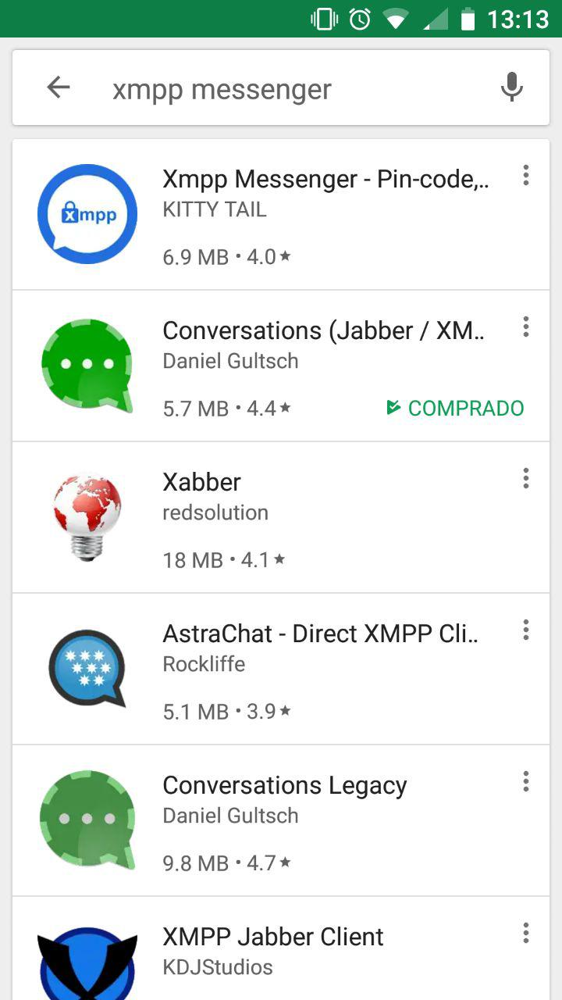 13:13
xmpp messenger
xmpp
Xmpp Messenger - Pin-code,..
KITTY TAIL
6.9 MB • 4.0★
Conversations (Jabber / XM..
Daniel Gultsch
5.7 MB • 4.4★ COMPRADO
Xabber
redsolution
18 MB • 4.1★
AstraChat - Direct XMPP Cli..
Rockliffe
5.1 MB • 3.9★
Conversations Legacy
Daniel Gultsch
9.8 MB • 4.7★
XMPP Jabber Client
KDJStudios